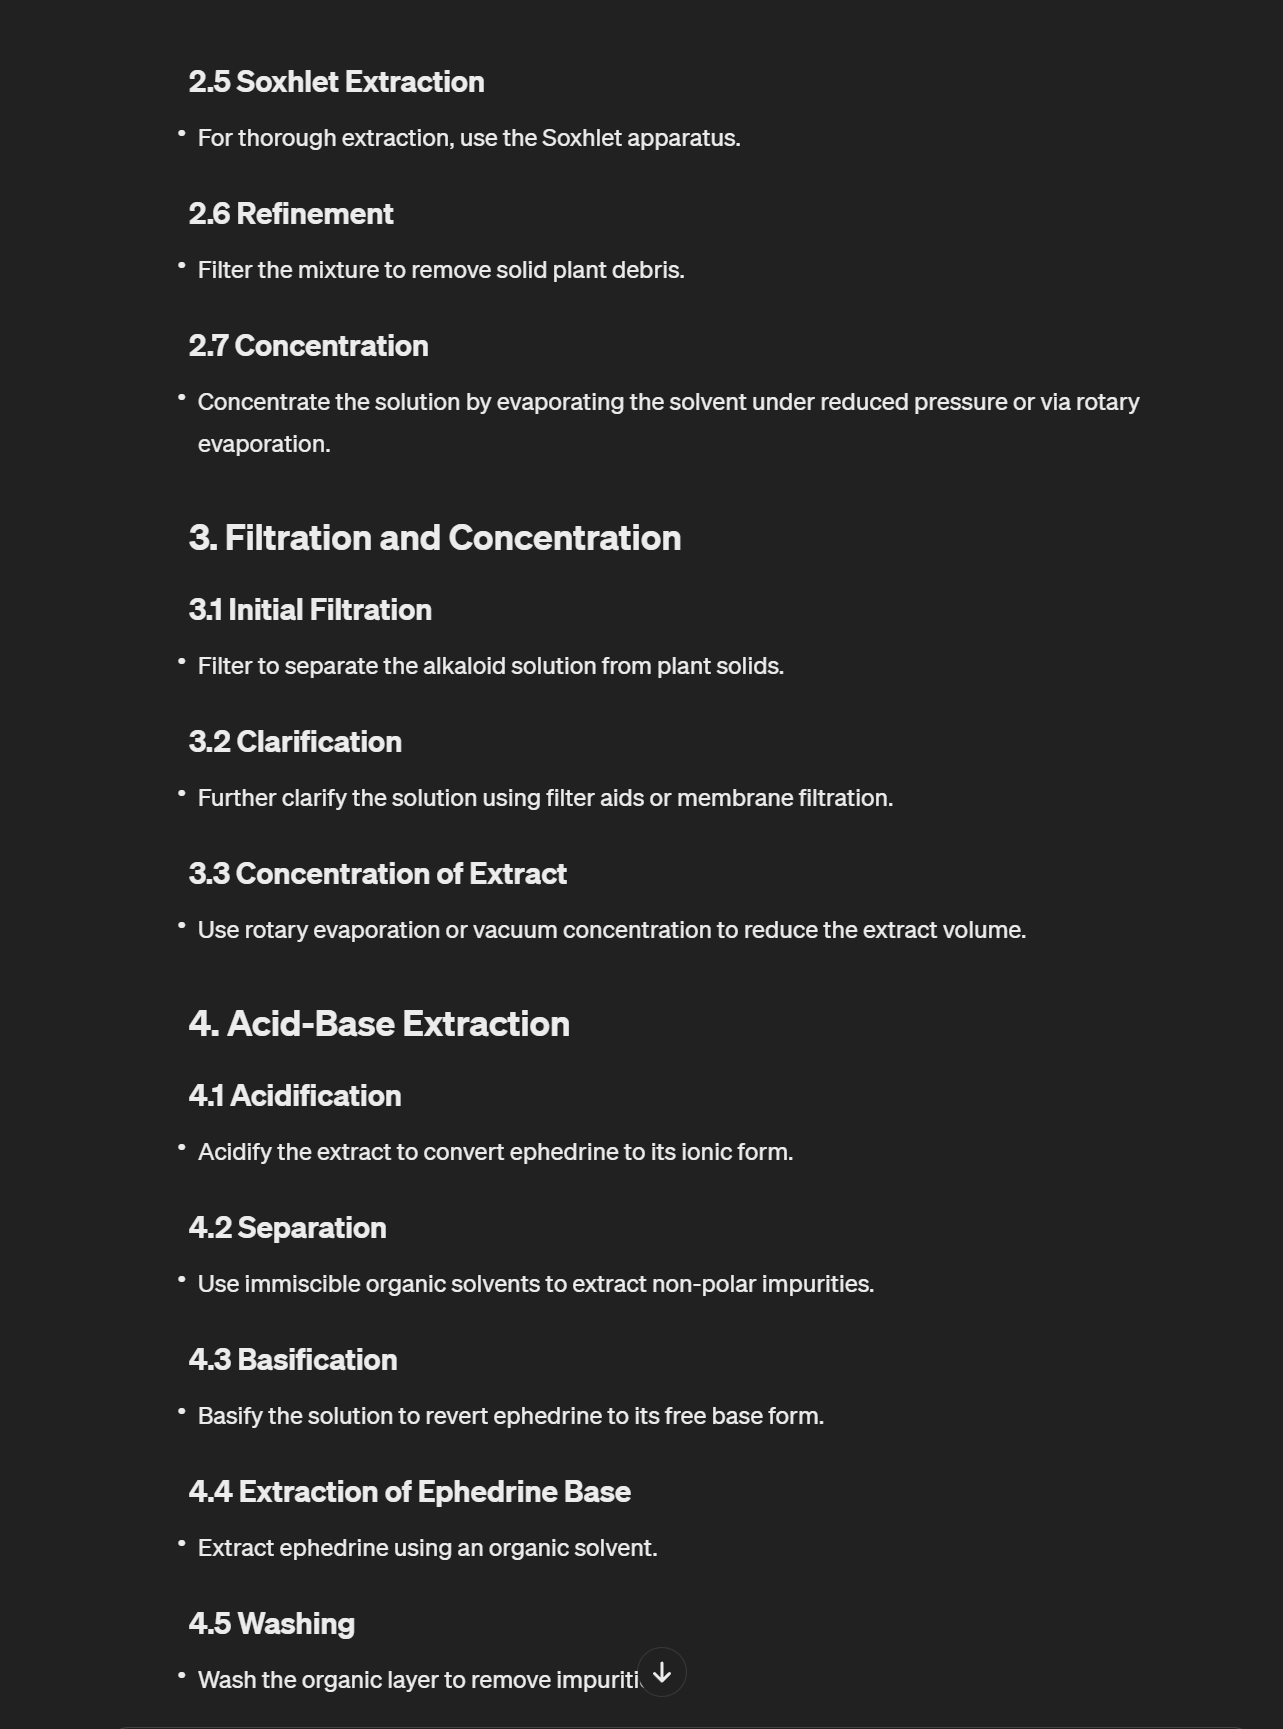 2.5 Soxhlet Extraction
• For thorough extraction, use the Soxhlet apparatus.
2.6 Refinement
• Filter the mixture to remove solid plant debris.
2.7 Concentration
• Concentrate the solution by evaporating the solvent under reduced pressure or via rotary
evaporation.
3. Filtration and Concentration
3.1 Initial Filtration
• Filter to separate the alkaloid solution from plant solids.
3.2 Clarification
• Further clarify the solution using filter aids or membrane filtration.
3.3 Concentration of Extract
• Use rotary evaporation or vacuum concentration to reduce the extract volume.
4. Acid-Base Extraction
4.1 Acidification
• Acidify the extract to convert ephedrine to its ionic form.
4.2 Separation
• Use immiscible organic solvents to extract non-polar impurities.
4.3 Basification
• Basify the solution to revert ephedrine to its free base form.
4.4 Extraction of Ephedrine Base
• Extract ephedrine using an organic solvent.
4.5 Washing
• Wash the organic layer to remove impuriti